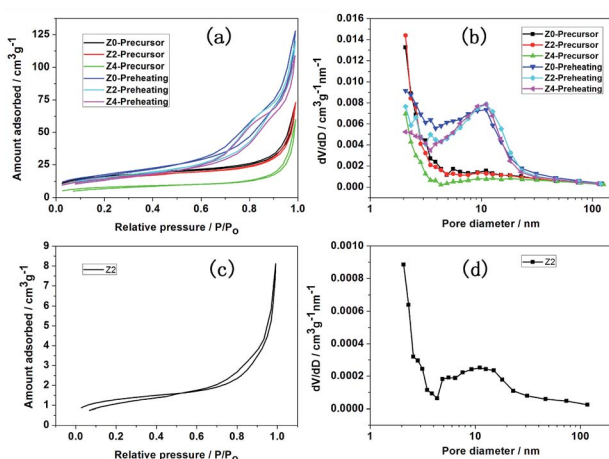 (a)
Z0-Precursor
Z2-Precursor
Z4-Precursor
Z0-Preheating
Z2-Preheating
Z4-Preheating
125
100
75
50
25
0
0.0 0.2 0.4 0.6 0.8 1.0
Amount adsorbed / cm³g⁻¹
Relative pressure / P/P₀
(b)
Z0-Precursor
Z2-Precursor
Z4-Precursor
Z0-Preheating
Z2-Preheating
Z4-Preheating
0.016
0.014
0.012
0.010
0.008
0.006
0.004
0.002
0.000
1 10 100
dV/dD / cm³g⁻¹nm⁻¹
Pore diameter / nm
(c)
Z2
9
8
7
6
5
4
3
2
1
0
0.0 0.2 0.4 0.6 0.8 1.0
Amount adsorbed / cm³g⁻¹
Relative pressure / P/P₀
(d)
Z2
0.0010
0.0008
0.0006
0.0004
0.0002
0.0000
1 10 100
dV/dD / cm³g⁻¹nm⁻¹
Pore diameter / nm